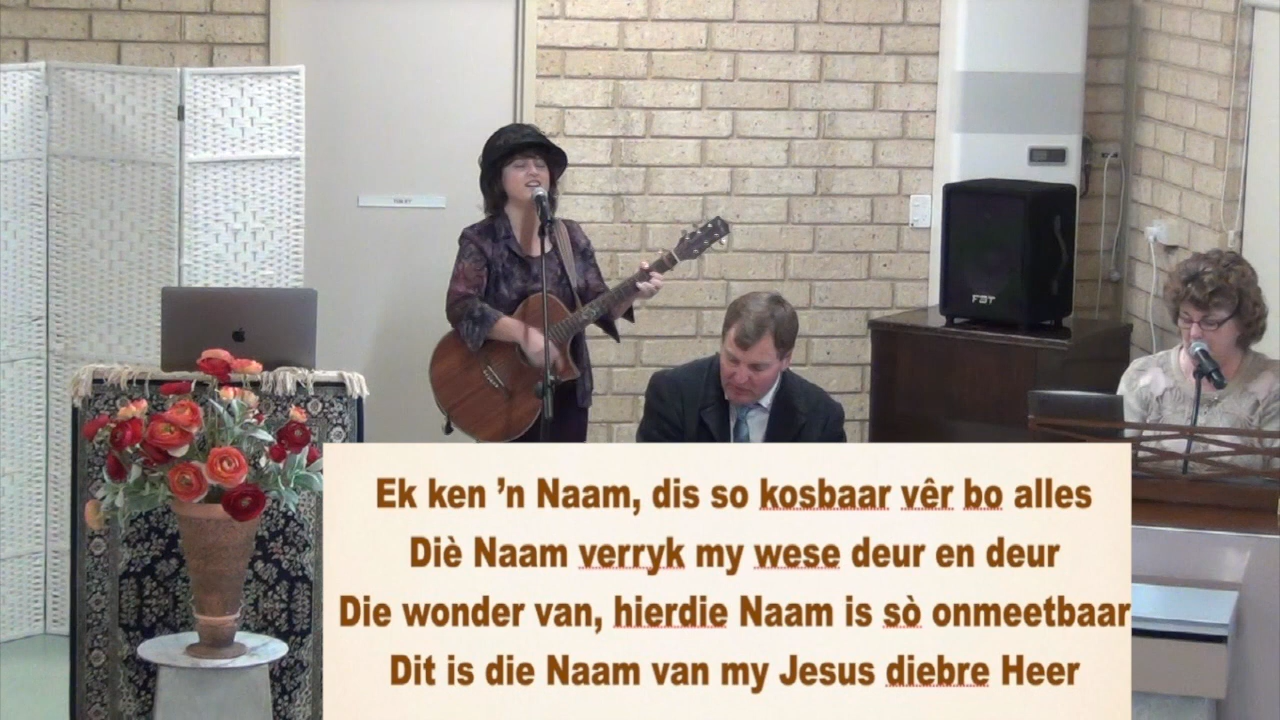 FBT
Ek ken ’n Naam, dis so kosbaar vêr bo alles
Diè Naam verryk my wese deur en deur
Die wonder van, hierdie Naam is sò onmeetbaar
Dit is die Naam van my Jesus diebre Heer